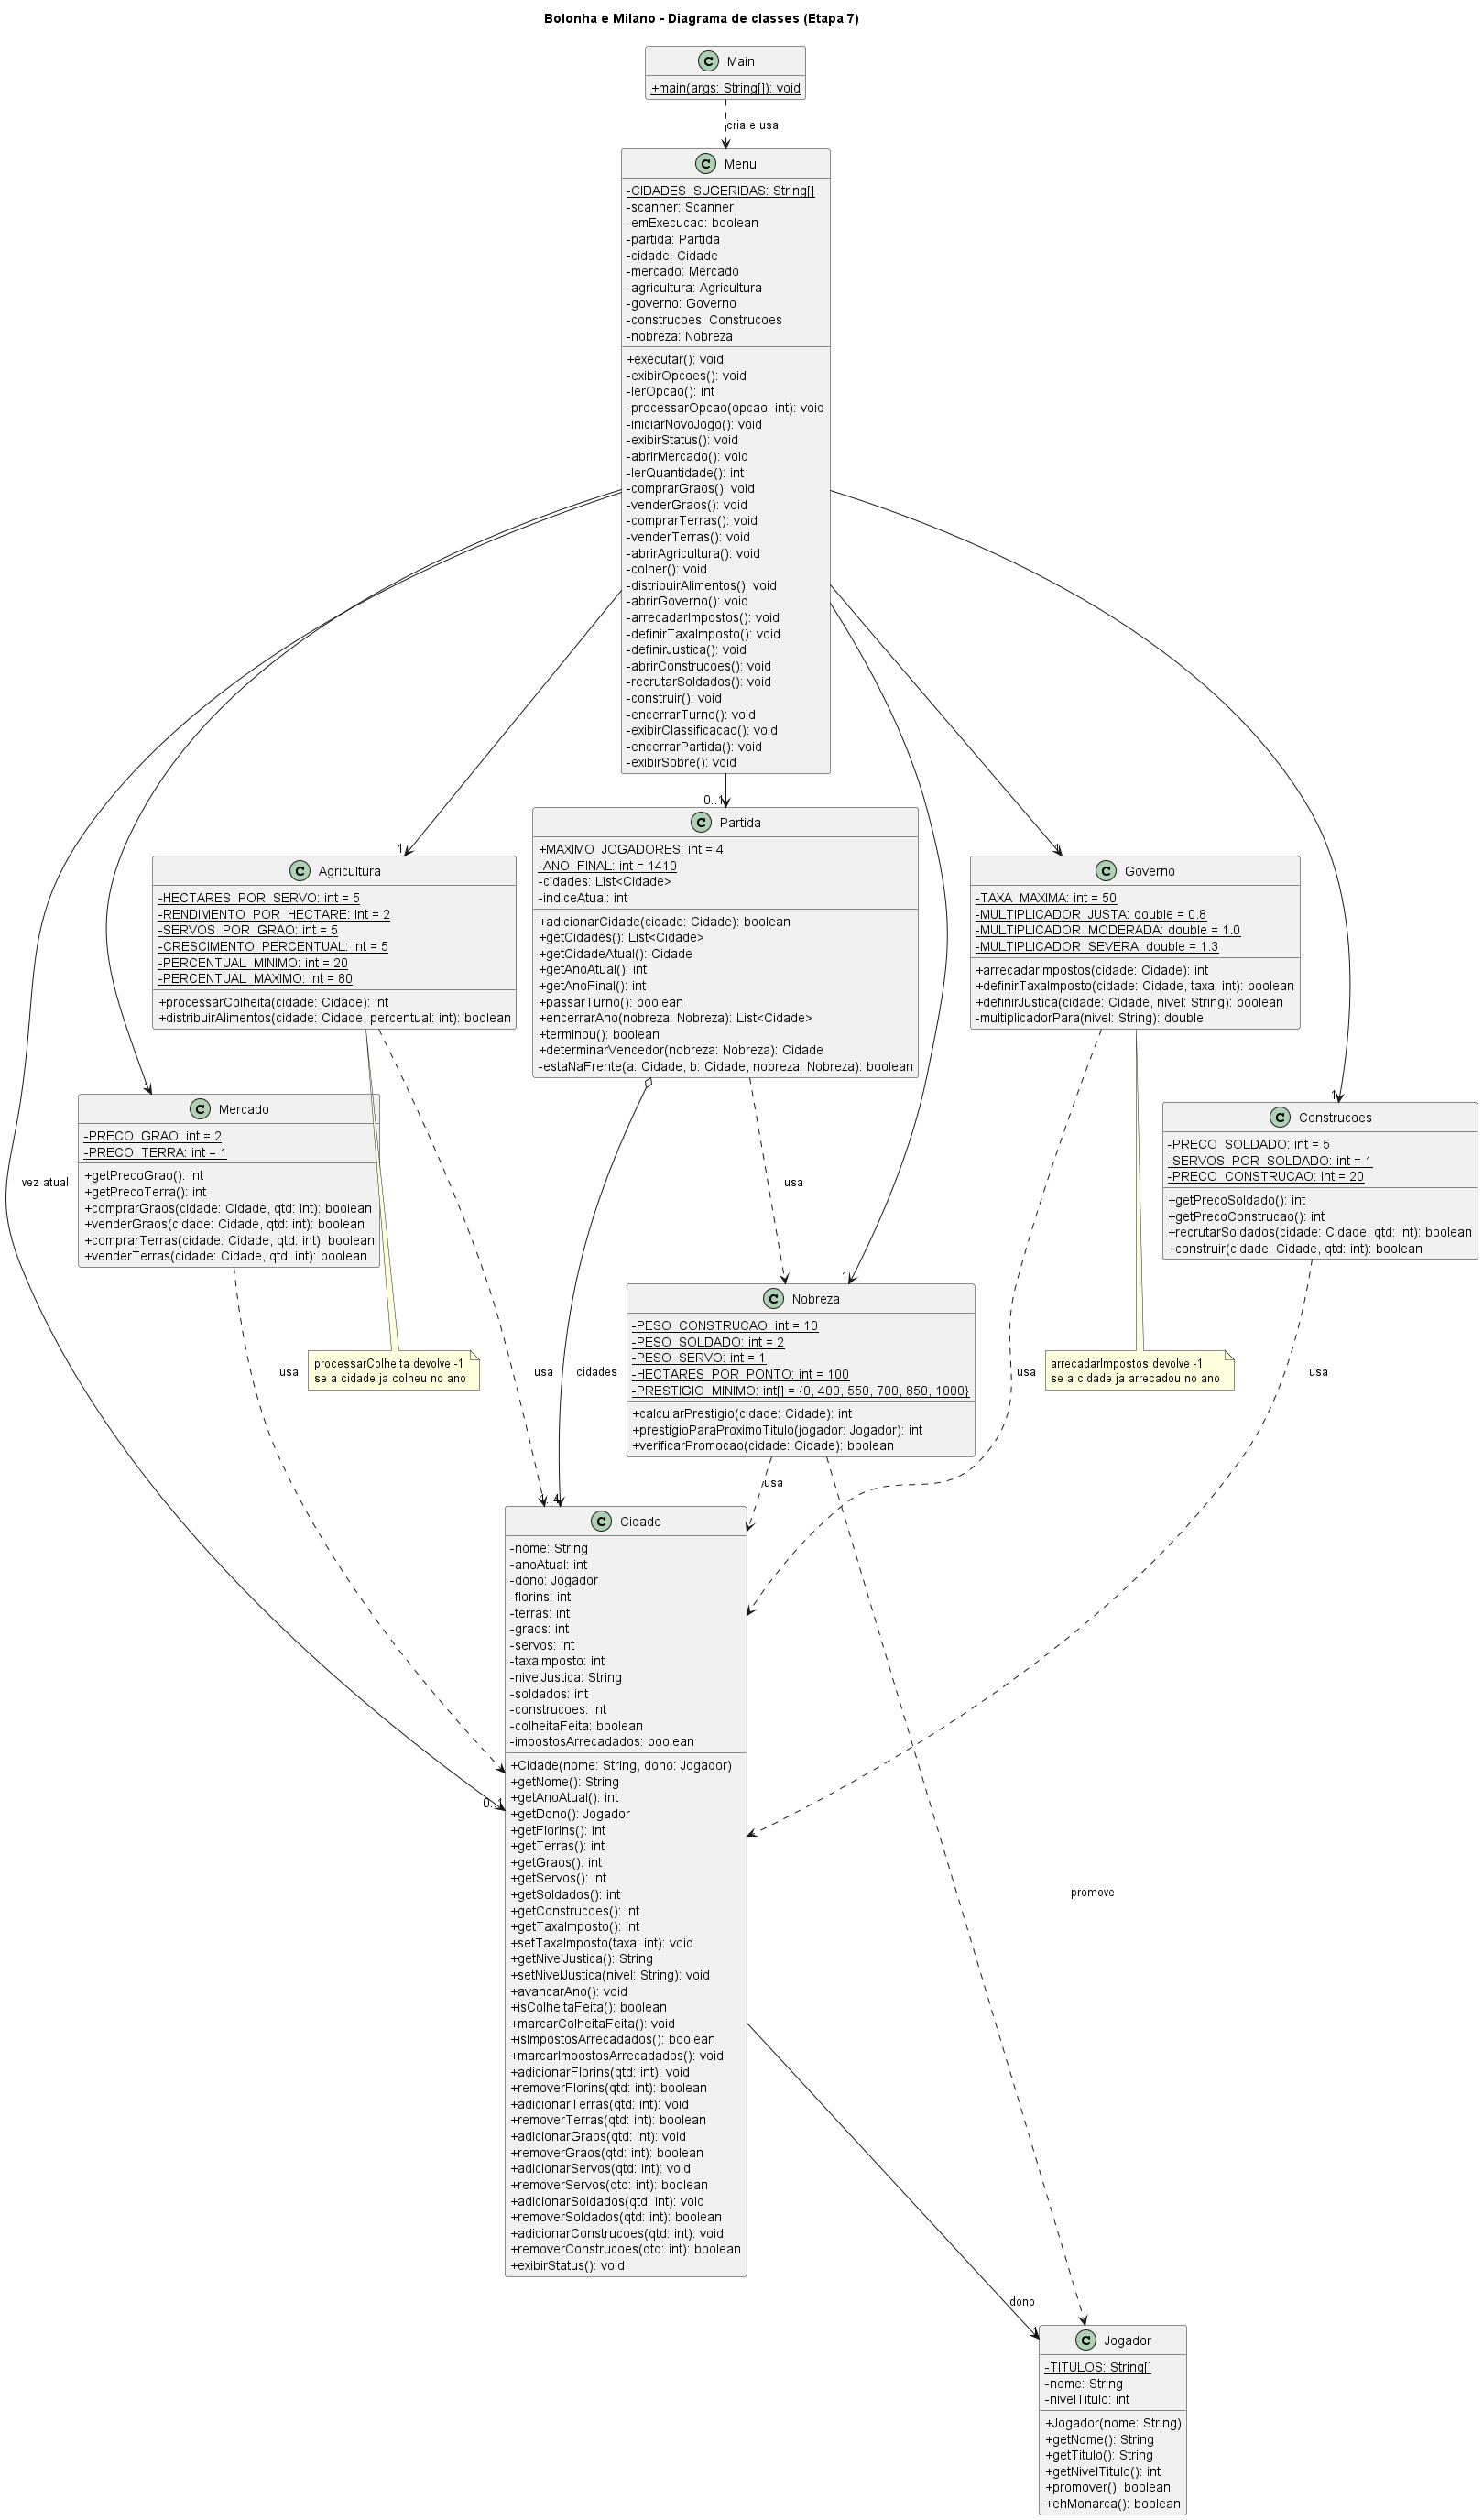 Bolonha e Milano - Diagrama de classes (Etapa 7)
C Main
+main(args: String[]): void
cria e usa
C Menu
-CIDADES_SUGERIDAS: String[]
-scanner: Scanner
-emExecucao: boolean
-partida: Partida
-cidade: Cidade
-mercado: Mercado
-agricultura: Agricultura
-governo: Governo
-construcoes: Construcoes
-nobreza: Nobreza
+executar(): void
-exibirOpcoes(): void
-lerOpcao(): int
-processarOpcao(opcao: int): void
-iniciarNovoJogo(): void
-exibirStatus(): void
-abrirMercado(): void
-lerQuantidade(): int
-comprarGraos(): void
-venderGraos(): void
-comprarTerras(): void
-venderTerras(): void
-abrirAgricultura(): void
-colher(): void
-distribuirAlimentos(): void
-abrirGoverno(): void
-arrecadarImpostos(): void
-definirTaxaImposto(): void
-definirJustica(): void
-abrirConstrucoes(): void
-recrutarSoldados(): void
-construir(): void
-encerrarTurno(): void
-exibirClassificacao(): void
-encerrarPartida(): void
-exibirSobre(): void
0..1
1
1
C Partida
+MAXIMO_JOGADORES: int = 4
-ANO_FINAL: int = 1410
-cidades: List<Cidade>
-indiceAtual: int
+adicionarCidade(cidade: Cidade): boolean
+getCidades(): List<Cidade>
+getCidadeAtual(): Cidade
+getAnoAtual(): int
+getAnoFinal(): int
+passarTurno(): boolean
+encerrarAno(nobreza: Nobreza): List<Cidade>
+terminou(): boolean
+determinarVencedor(nobreza: Nobreza): Cidade
-estaNaFrente(a: Cidade, b: Cidade, nobreza: Nobreza): boolean
C Agricultura
-HECTARES_POR_SERVO: int = 5
-RENDIMENTO_POR_HECTARE: int = 2
-SERVOS_POR_GRAO: int = 5
-CRESCIMENTO_PERCENTUAL: int = 5
-PERCENTUAL_MINIMO: int = 20
-PERCENTUAL_MAXIMO: int = 80
+processarColheita(cidade: Cidade): int
+distribuirAlimentos(cidade: Cidade, percentual: int): boolean
C Governo
-TAXA_MAXIMA: int = 50
-MULTIPLICADOR_JUSTA: double = 0.8
-MULTIPLICADOR_MODERADA: double = 1.0
-MULTIPLICADOR_SEVERA: double = 1.3
+arrecadarImpostos(cidade: Cidade): int
+definirTaxaImposto(cidade: Cidade, taxa: int): boolean
+definirJustica(cidade: Cidade, nivel: String): boolean
-multiplicadorPara(nivel: String): double
1
1
C Mercado
-PRECO_GRAO: int = 2
-PRECO_TERRA: int = 1
+getPrecoGrao(): int
+getPrecoTerra(): int
+comprarGraos(cidade: Cidade, qtd: int): boolean
+venderGraos(cidade: Cidade, qtd: int): boolean
+comprarTerras(cidade: Cidade, qtd: int): boolean
+venderTerras(cidade: Cidade, qtd: int): boolean
C Construcoes
-PRECO_SOLDADO: int = 5
-SERVOS_POR_SOLDADO: int = 1
-PRECO_CONSTRUCAO: int = 20
+getPrecoSoldado(): int
+getPrecoConstrucao(): int
+recrutarSoldados(cidade: Cidade, qtd: int): boolean
+construir(cidade: Cidade, qtd: int): boolean
vez atual
usa
1
C Nobreza
-PESO_CONSTRUCAO: int = 10
-PESO_SOLDADO: int = 2
-PESO_SERVO: int = 1
-HECTARES_POR_PONTO: int = 100
-PRESTIGIO_MINIMO: int[] = {0, 400, 550, 700, 850, 1000}
+calcularPrestigio(cidade: Cidade): int
+prestigioParaProximoTitulo(jogador: Jogador): int
+verificarPromocao(cidade: Cidade): boolean
usa
processarColheita devolve -1
se a cidade ja colheu no ano
usa
cidades
usa
arrecadarImpostos devolve -1
se a cidade ja arrecadou no ano
usa
usa
C Cidade
-nome: String
-anoAtual: int
-dono: Jogador
-florins: int
-terras: int
-graos: int
-servos: int
-taxaImposto: int
-nivelJustica: String
-soldados: int
-construcoes: int
-colheitaFeita: boolean
-impostosArrecadados: boolean
+Cidade(nome: String, dono: Jogador)
+getNome(): String
+getAnoAtual(): int
0..1
+getDono(): Jogador
+getFlorins(): int
+getTerras(): int
+getGraos(): int
+getServos(): int
+getSoldados(): int
+getConstrucoes(): int
+getTaxaImposto(): int
+setTaxaImposto(taxa: int): void
+getNivelJustica(): String
+setNivelJustica(nivel: String): void
+avancarAno(): void
+isColheitaFeita(): boolean
+marcarColheitaFeita(): void
+isImpostosArrecadados(): boolean
+marcarImpostosArrecadados(): void
+adicionarFlorins(qtd: int): void
+removerFlorins(qtd: int): boolean
+adicionarTerras(qtd: int): void
+removerTerras(qtd: int): boolean
+adicionarGraos(qtd: int): void
+removerGraos(qtd: int): boolean
+adicionarServos(qtd: int): void
+removerServos(qtd: int): boolean
+adicionarSoldados(qtd: int): void
+removerSoldados(qtd: int): boolean
+adicionarConstrucoes(qtd: int): void
+removerConstrucoes(qtd: int): boolean
+exibirStatus(): void
promove
dono
1
C Jogador
-TITULOS: String[]
-nome: String
-nivelTitulo: int
+Jogador(nome: String)
+getNome(): String
+getTitulo(): String
+getNivelTitulo(): int
+promover(): boolean
+ehMonarca(): boolean